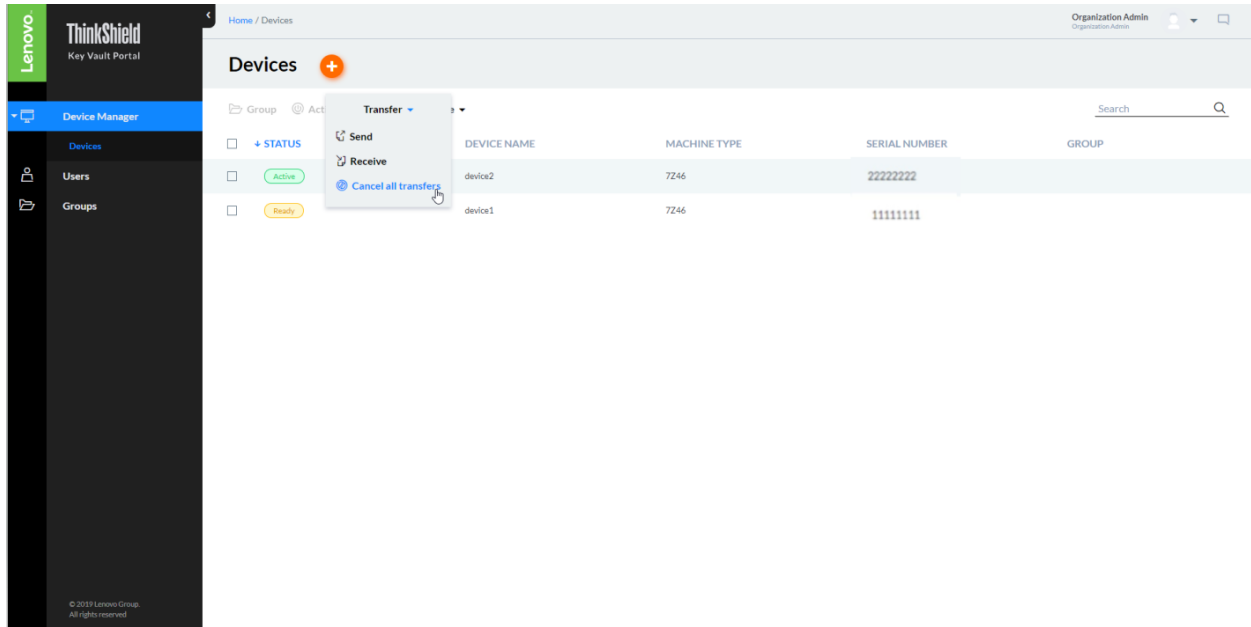 Lenovo
ThinkShield
Key Vault Portal
Home / Devices
Organization Admin
Organization Admin
Devices
Device Manager
Devices
Users
Groups
Group
Transfer
Search
Send
Receive
Cancel all transfers
STATUS
DEVICE NAME
MACHINE TYPE
SERIAL NUMBER
GROUP
Active
device2
7Z46
22222222
Ready
device1
7Z46
11111111
© 2019 Lenovo Group.
All rights reserved